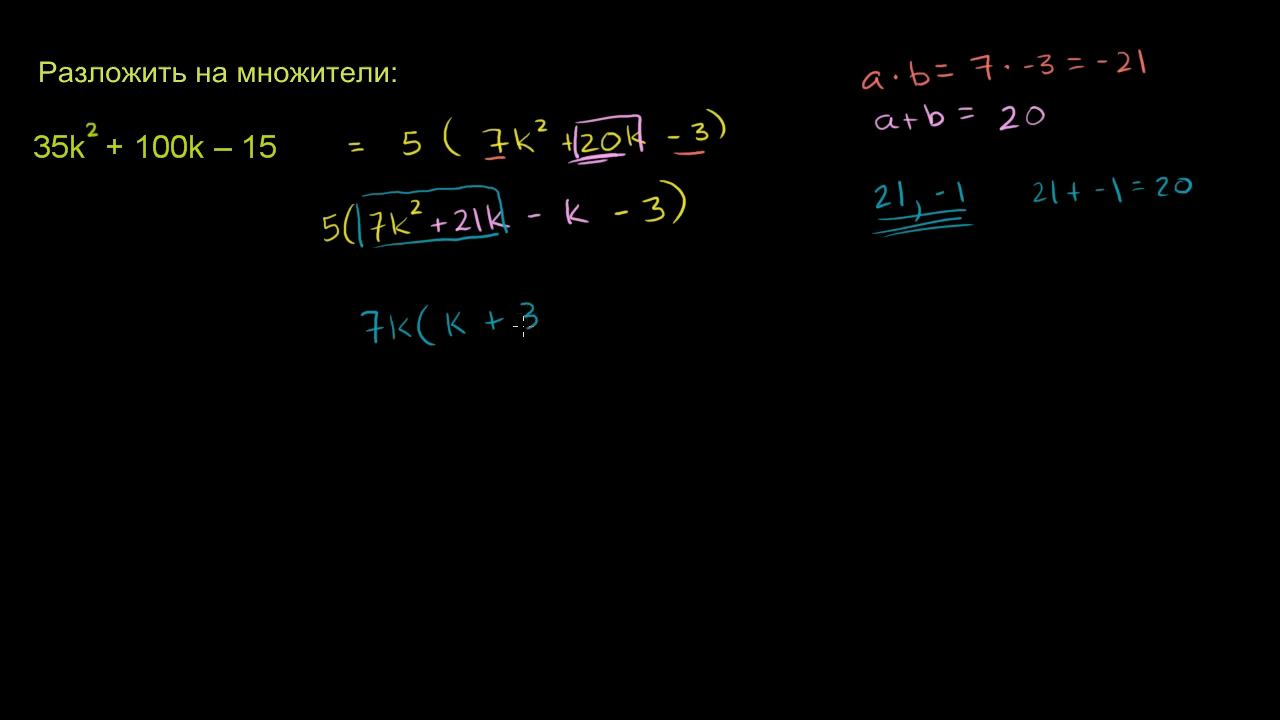 Разложить на множители:
35k² + 100k – 15 = 5 ( 7k² + 20k - 3 )
5( 7k² + 21k - k - 3 )
7k( k + 3
a · b = 7 · -3 = -21
a + b = 20
21, -1 21 + -1 = 20